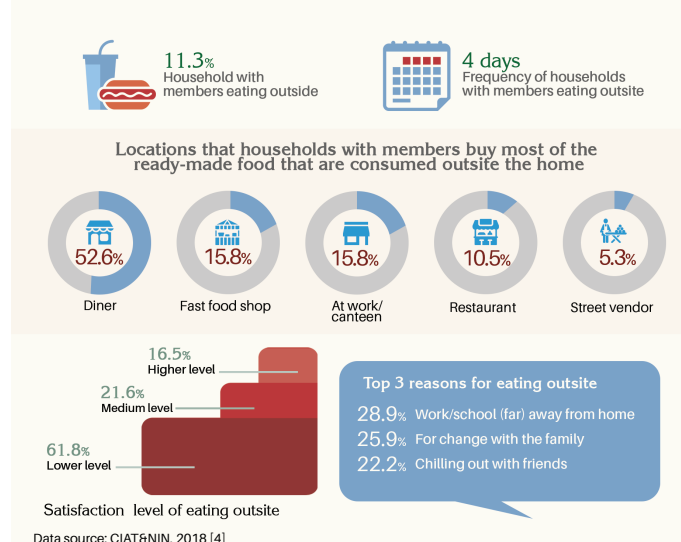 11.3%
Household with
members eating outside
4 days
Frequency of households
with members eating outsite
Locations that households with members buy most of the
ready-made food that are consumed outsite the home
52.6%
Diner
15.8%
Fast food shop
15.8%
At work/
canteen
10.5%
Restaurant
5.3%
Street vendor
16.5%
Higher level
21.6%
Medium level
61.8%
Lower level
Satisfaction level of eating outsite
Top 3 reasons for eating outsite
28.9% Work/school (far) away from home
25.9% For change with the family
22.2% Chilling out with friends
Data source: CIAT&NIN, 2018 [4]